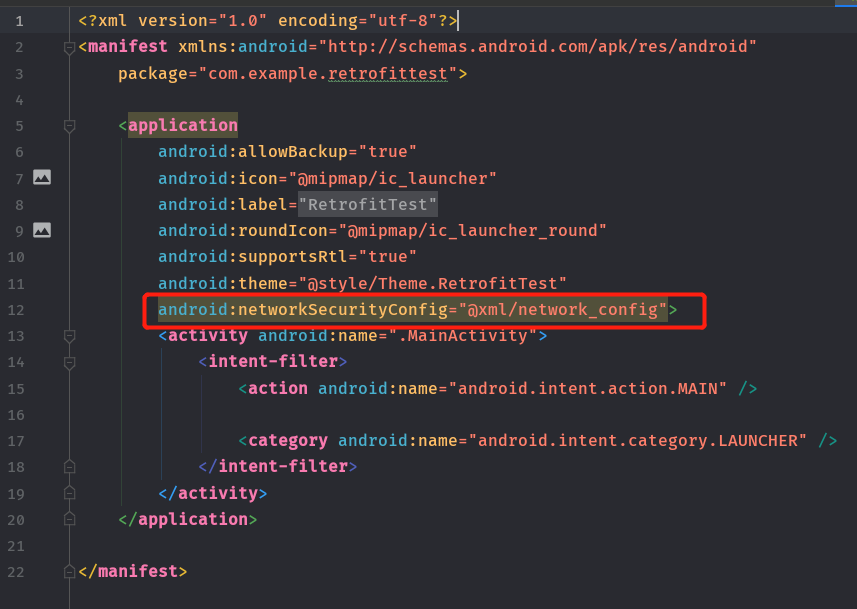 1 <?xml version="1.0" encoding="utf-8"?>
2 <manifest xmlns:android="http://schemas.android.com/apk/res/android"
3     package="com.example.retrofittest">
4
5     <application
6         android:allowBackup="true"
7         android:icon="@mipmap/ic_launcher"
8         android:label="RetrofitTest"
9         android:roundIcon="@mipmap/ic_launcher_round"
10         android:supportsRtl="true"
11         android:theme="@style/Theme.RetrofitTest"
12         android:networkSecurityConfig="@xml/network_config">
13         <activity android:name=".MainActivity">
14             <intent-filter>
15                 <action android:name="android.intent.action.MAIN" />
16
17                 <category android:name="android.intent.category.LAUNCHER" />
18             </intent-filter>
19         </activity>
20     </application>
21
22 </manifest>